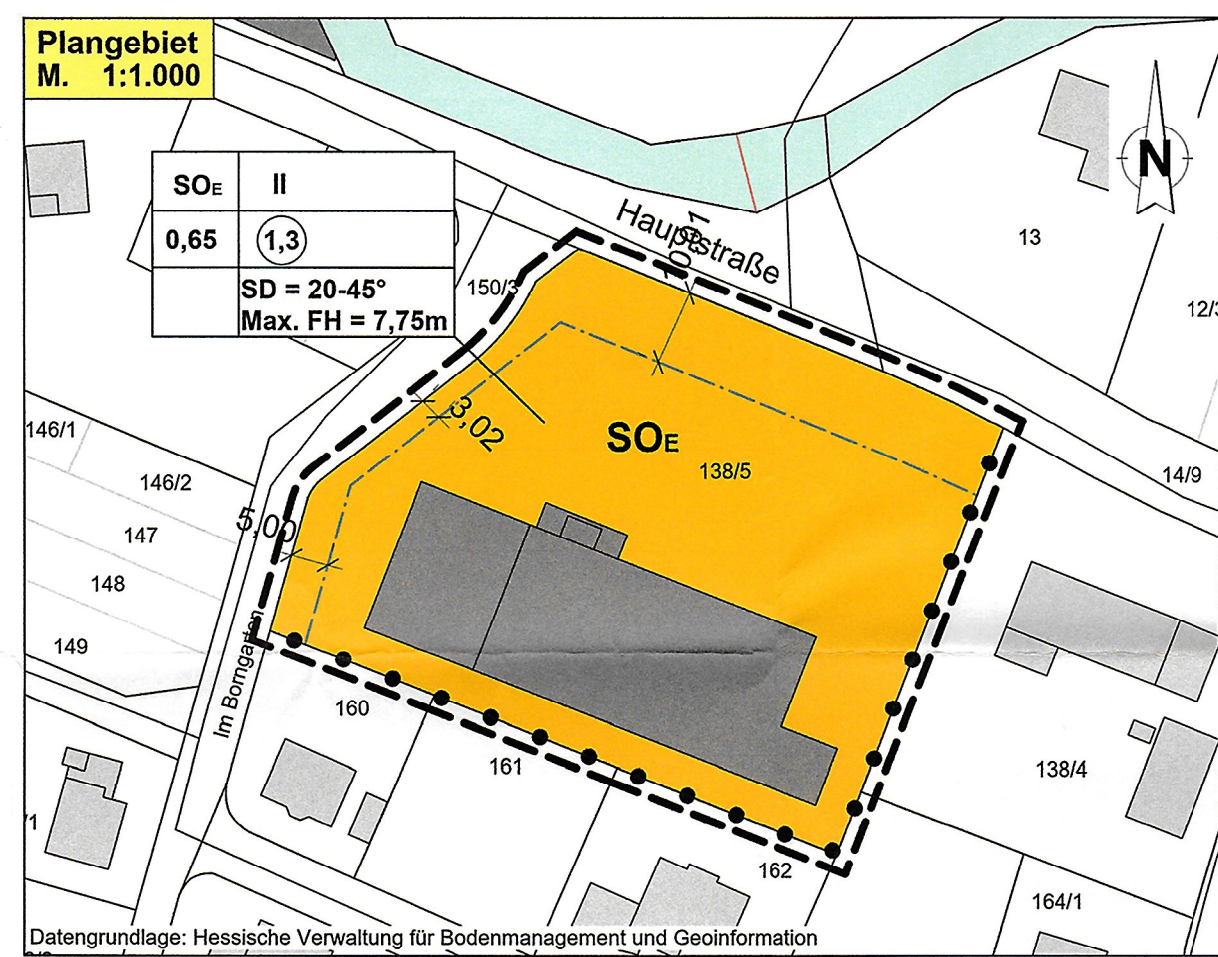 Plangebiet
M. 1:1.000
SOE II
0,65 1,3
SD = 20-45°
Max. FH = 7,75m
N
Hauptstraße
13
12/3
150/3
3,02
SOE
138/5
14/9
146/1
146/2
147
148
149
5,00
Im Borngarten
160
161
162
138/4
164/1
/1
Datengrundlage: Hessische Verwaltung für Bodenmanagement und Geoinformation